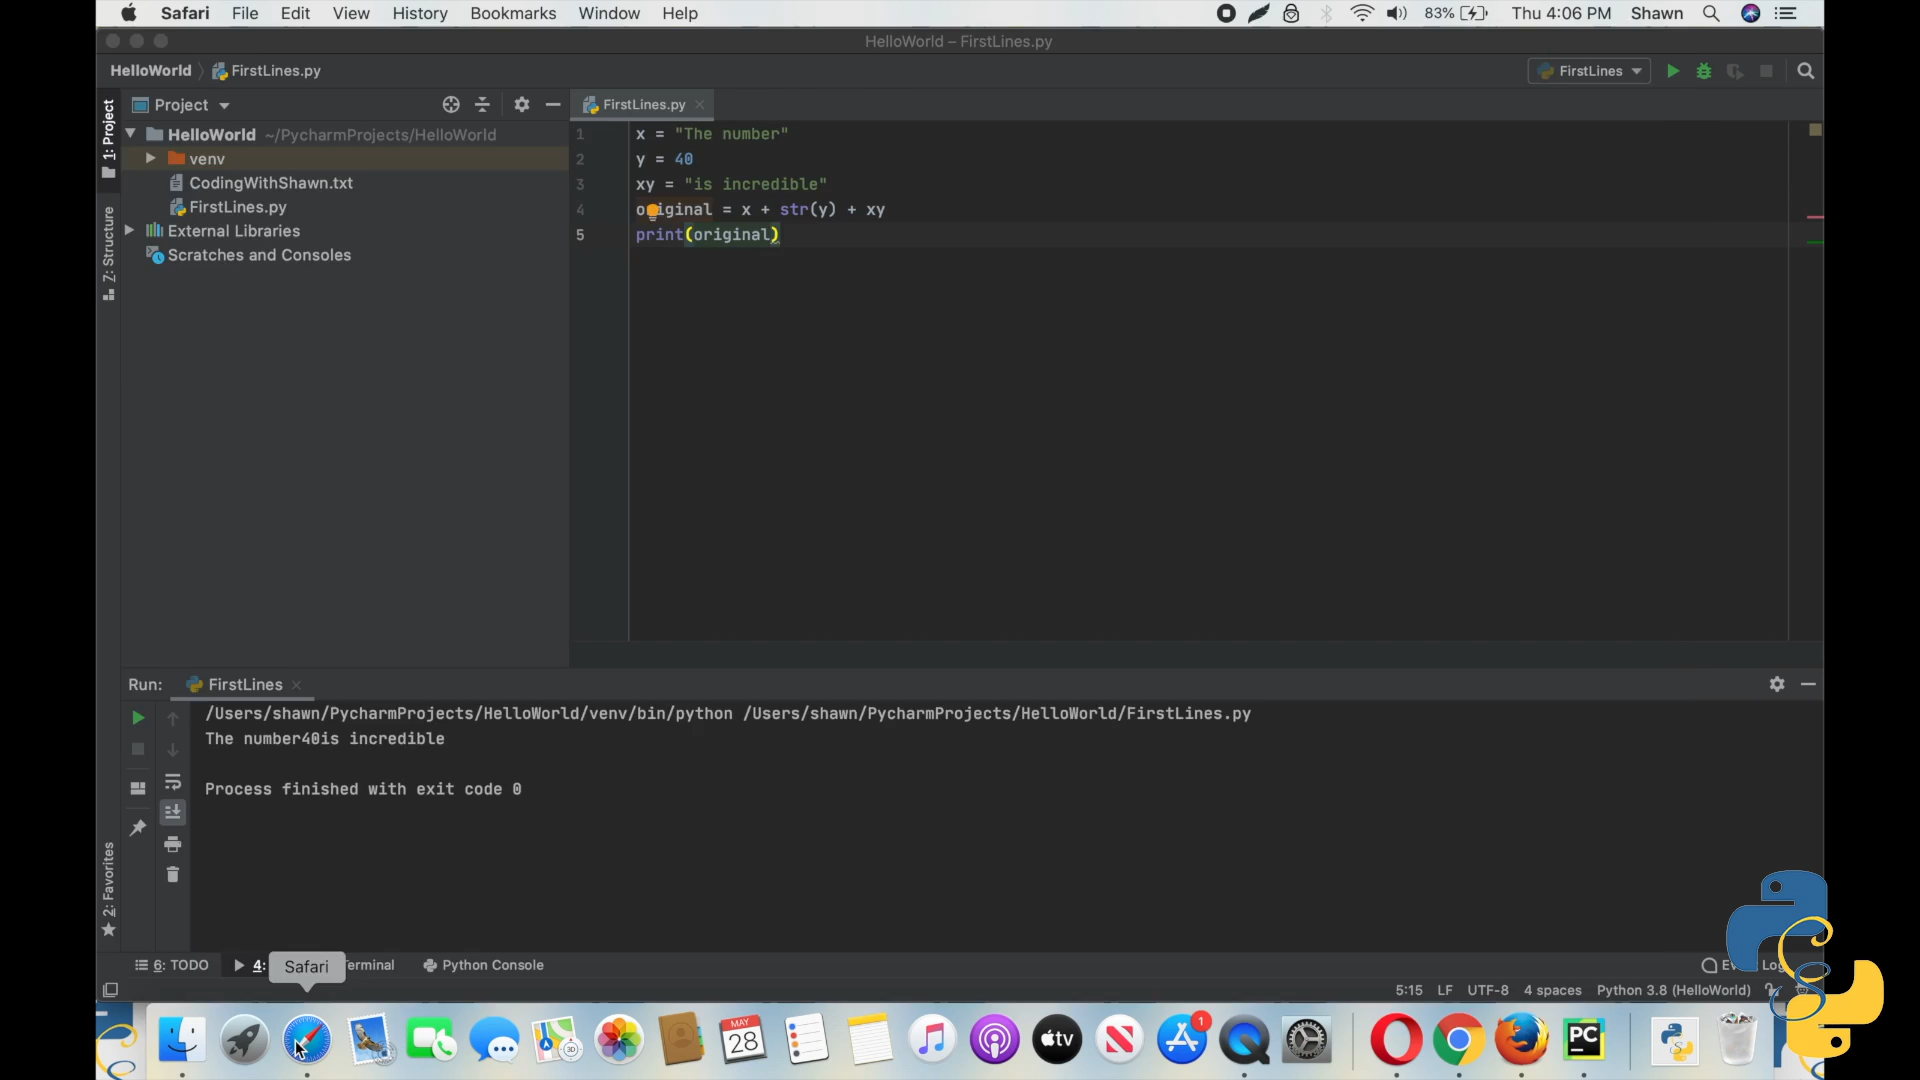 Safari File Edit View History Bookmarks Window Help 83% Thu 4:06 PM Shawn
HelloWorld – FirstLines.py
HelloWorld FirstLines.py FirstLines
1: Project
Project FirstLines.py
HelloWorld ~/PycharmProjects/HelloWorld
venv
CodingWithShawn.txt
FirstLines.py
External Libraries
Scratches and Consoles
Z: Structure
1 x = "The number"
2 y = 40
3 xy = "is incredible"
4 original = x + str(y) + xy
5 print(original)
Run: FirstLines
/Users/shawn/PycharmProjects/HelloWorld/venv/bin/python /Users/shawn/PycharmProjects/HelloWorld/FirstLines.py
The number40is incredible
Process finished with exit code 0
2: Favorites
6: TODO 4: Safari Terminal Python Console
5:15 LF UTF-8 4 spaces Python 3.8 (HelloWorld)
MAY
28
3D
tv
1
PC